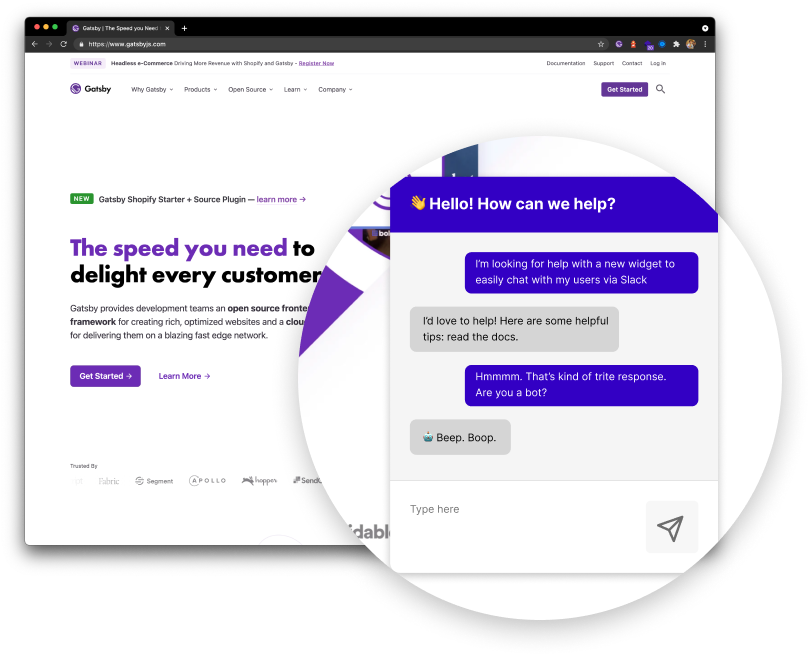 Gatsby | The Speed you Need
https://www.gatsbyjs.com
20
WEBINAR Headless e-Commerce Driving More Revenue with Shopify and Gatsby - Register Now
Documentation Support Contact Log In
Gatsby Why Gatsby Products Open Source Learn Company Get Started
NEW Gatsby Shopify Starter + Source Plugin — learn more →
The speed you need to
delight every customer
Gatsby provides development teams an open source fronte
framework for creating rich, optimized websites and a clou
for delivering them on a blazing fast edge network.
Get Started → Learn More →
Trusted By
Fabric Segment APOLLO hopper SendG
idable
bol
👋 Hello! How can we help?
I'm looking for help with a new widget to
easily chat with my users via Slack
I'd love to help! Here are some helpful
tips: read the docs.
Hmmmm. That's kind of trite response.
Are you a bot?
🤖 Beep. Boop.
Type here